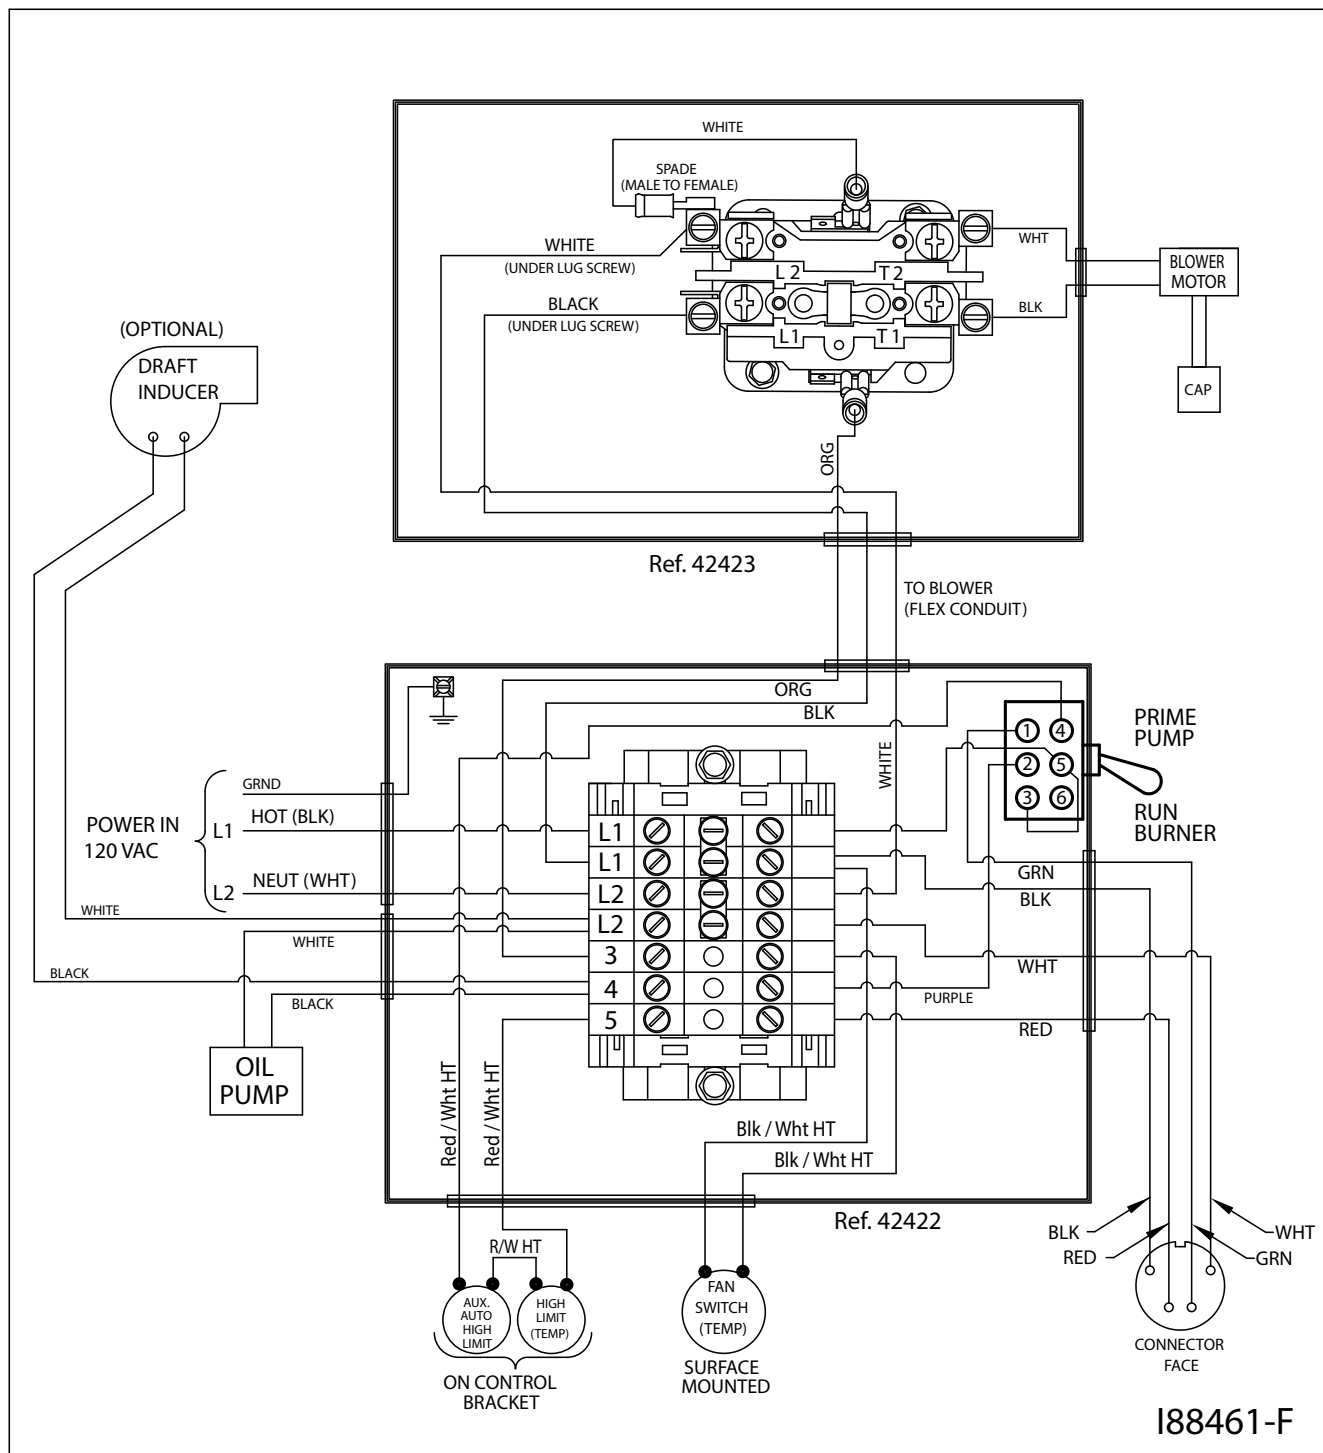 WHITE
SPADE
(MALE TO FEMALE)
WHITE
(UNDER LUG SCREW)
BLACK
(UNDER LUG SCREW)
L 2
T 2
L 1
T 1
WHT
BLK
BLOWER
MOTOR
CAP
ORG
(OPTIONAL)
DRAFT
INDUCER
Ref. 42423
TO BLOWER
(FLEX CONDUIT)
ORG
BLK
WHITE
1
4
2
5
3
6
PRIME
PUMP
RUN
BURNER
POWER IN
120 VAC
GRND
L1
HOT (BLK)
L2
NEUT (WHT)
WHITE
WHITE
BLACK
BLACK
OIL
PUMP
L1
L1
L2
L2
3
4
5
GRN
BLK
WHT
PURPLE
RED
Red / Wht HT
Red / Wht HT
Blk / Wht HT
Blk / Wht HT
Ref. 42422
R/W HT
AUX.
AUTO
HIGH
LIMIT
HIGH
LIMIT
(TEMP)
ON CONTROL
BRACKET
FAN
SWITCH
(TEMP)
SURFACE
MOUNTED
BLK
RED
WHT
GRN
CONNECTOR
FACE
I88461-F